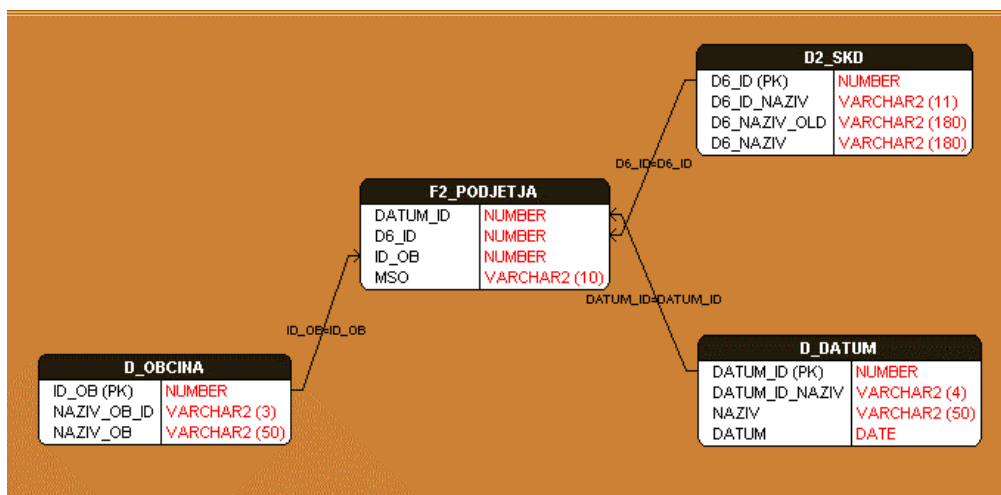 D2_SKD
D6_ID (PK) NUMBER
D6_ID_NAZIV VARCHAR2 (11)
D6_NAZIV_OLD VARCHAR2 (180)
D6_NAZIV VARCHAR2 (180)
D6_ID=D6_ID
F2_PODJETJA
DATUM_ID NUMBER
D6_ID NUMBER
ID_OB NUMBER
MSO VARCHAR2 (10)
DATUM_ID=DATUM_ID
ID_OB=ID_OB
D_OBCINA
ID_OB (PK) NUMBER
NAZIV_OB_ID VARCHAR2 (3)
NAZIV_OB VARCHAR2 (50)
D_DATUM
DATUM_ID (PK) NUMBER
DATUM_ID_NAZIV VARCHAR2 (4)
NAZIV VARCHAR2 (50)
DATUM DATE